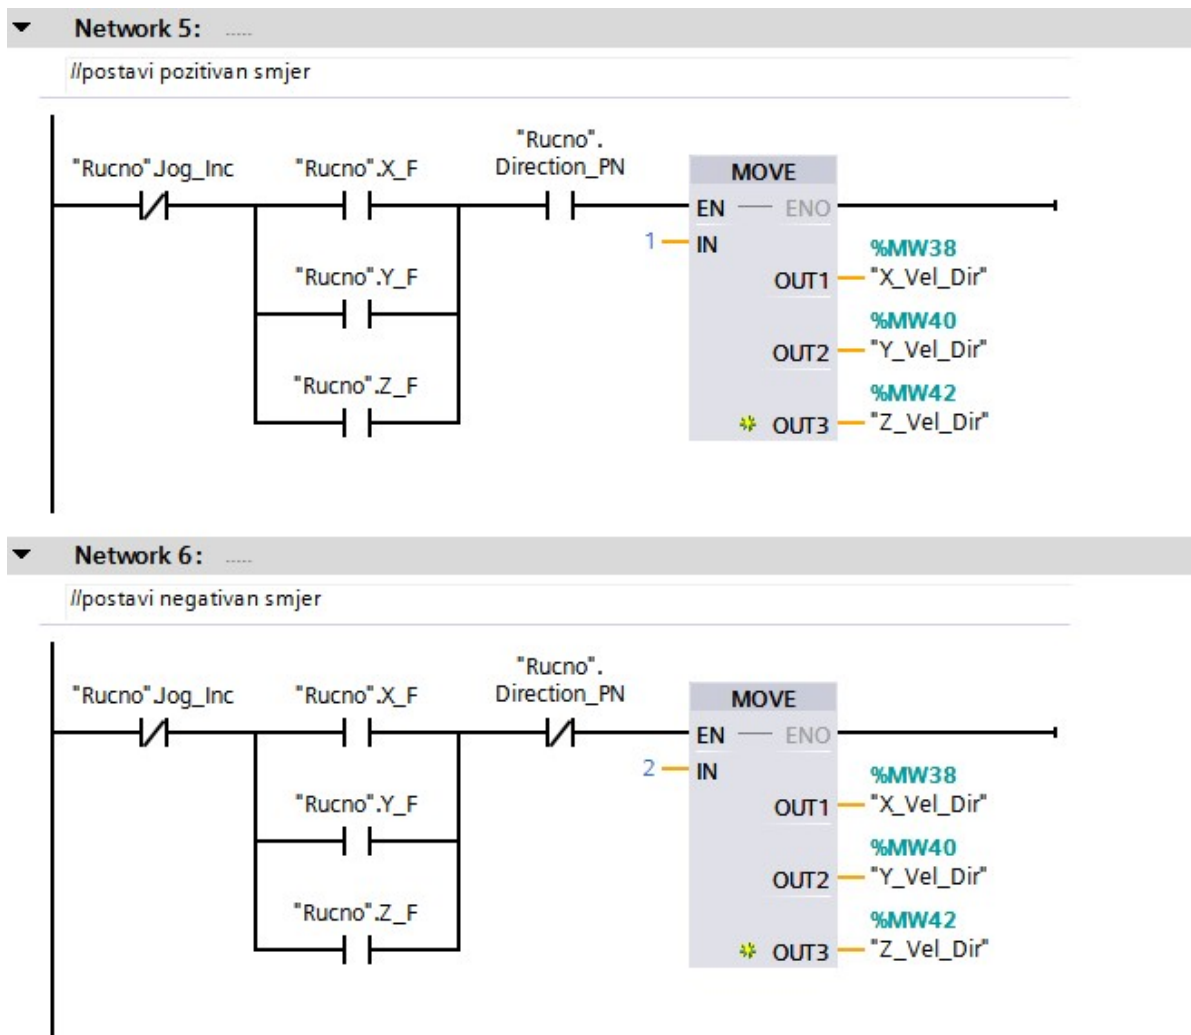 Network 5: .....
//postavi pozitivan smjer
"Rucno".
"Rucno".Jog_Inc "Rucno".X_F Direction_PN MOVE
EN ENO
1 IN
%MW38
OUT1 "X_Vel_Dir"
"Rucno".Y_F
%MW40
OUT2 "Y_Vel_Dir"
"Rucno".Z_F
%MW42
OUT3 "Z_Vel_Dir"
Network 6: .....
//postavi negativan smjer
"Rucno".
"Rucno".Jog_Inc "Rucno".X_F Direction_PN MOVE
EN ENO
2 IN
%MW38
OUT1 "X_Vel_Dir"
"Rucno".Y_F
%MW40
OUT2 "Y_Vel_Dir"
"Rucno".Z_F
%MW42
OUT3 "Z_Vel_Dir"